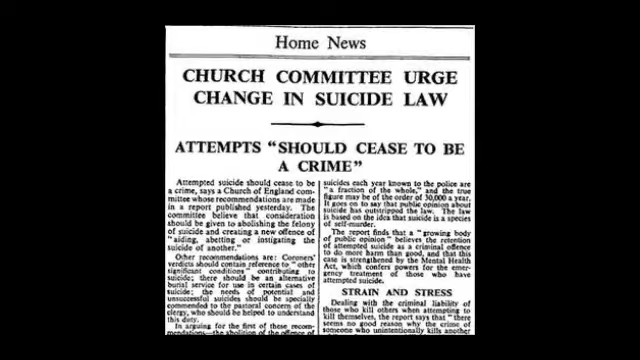 Home News
CHURCH COMMITTEE URGE
CHANGE IN SUICIDE LAW
ATTEMPTS “SHOULD CEASE TO BE
A CRIME”
Attempted suicide should cease to be
a crime, says a Church of England com-
mittee whose recommendations are made
in a report published yesterday. The
committee believe that consideration
should be given to abolishing the felony
of suicide and creating a new offence of
“aiding, abetting or instigating the
suicide of another.”
Other recommendations are: Coroners'
verdicts should contain reference to “other
significant conditions” contributing to
suicide; there should be an alternative
burial service for use in certain cases of
suicide; the needs of potential and
unsuccessful suicides should be specially
commended to the pastoral concern of the
clergy, who should be helped to understand
this duty.
In arguing for the first of these recom-
mendations—the abolition of the offence of
suicides each year known to the police are
“a fraction of the whole,” and the true
figure may be of the order of 30,000 a year.
It goes on to say that public opinion about
suicide has outstripped the law. The law
is based on the idea that suicide is a species
of self-murder.
The report finds that a “growing body
of public opinion” believes the retention
of attempted suicide as a criminal offence
to do more harm than good, and that this
case is strengthened by the Mental Health
Act, which confers powers for the emer-
gency treatment of those who have
attempted suicide.
STRAIN AND STRESS
Dealing with the criminal liability of
those who kill others when attempting to
kill themselves, the report says that “there
seems no good reason why the crime of
someone who unintentionally kills another